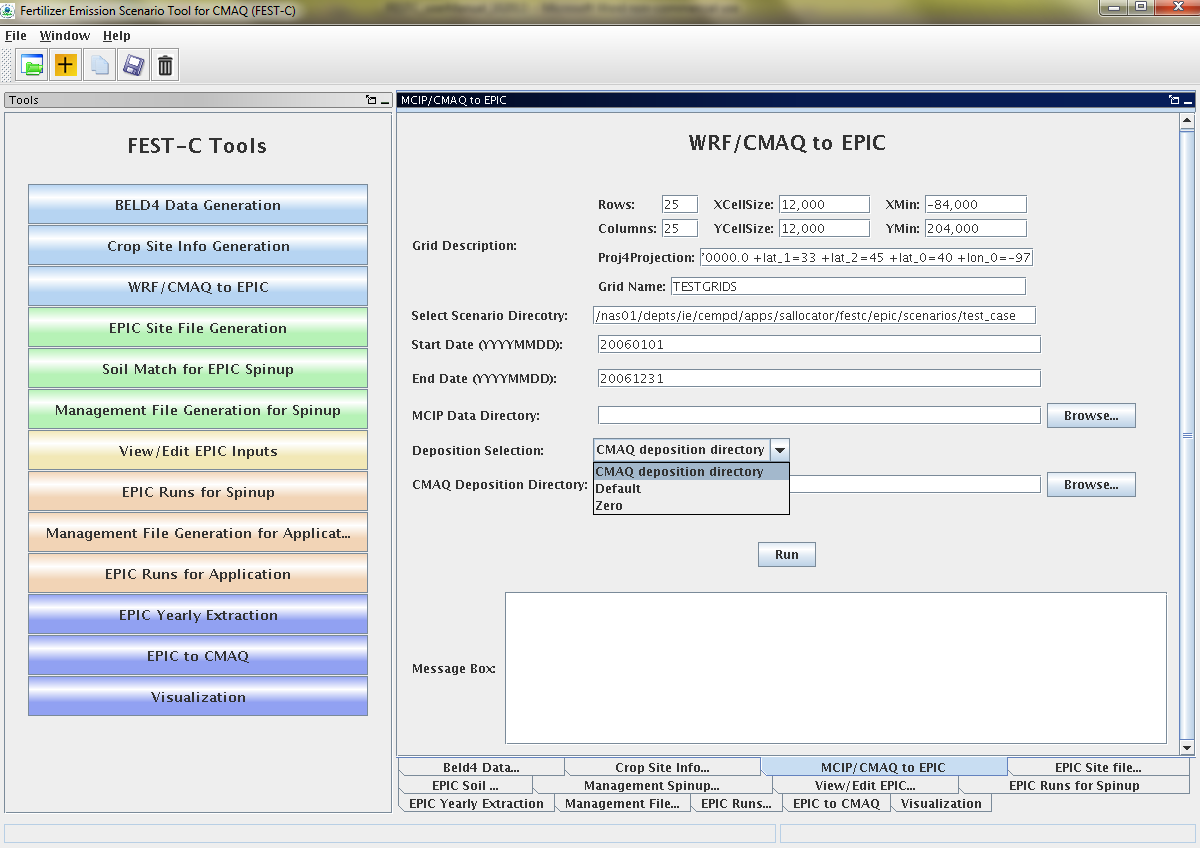 Fertilizer Emission Scenario Tool for CMAQ (FEST-C)
File Window Help
Tools
FEST-C Tools
BELD4 Data Generation
Crop Site Info Generation
WRF/CMAQ to EPIC
EPIC Site File Generation
Soil Match for EPIC Spinup
Management File Generation for Spinup
View/Edit EPIC Inputs
EPIC Runs for Spinup
Management File Generation for Applicat...
EPIC Runs for Application
EPIC Yearly Extraction
EPIC to CMAQ
Visualization
MCIP/CMAQ to EPIC
WRF/CMAQ to EPIC
Grid Description:
Rows: 25 XCellSize: 12,000 XMin: -84,000
Columns: 25 YCellSize: 12,000 YMin: 204,000
Proj4Projection: '0000.0 +lat_1=33 +lat_2=45 +lat_0=40 +lon_0=-97
Grid Name: TESTGRIDS
Select Scenario Direcotry: /nas01/depts/ie/cempd/apps/sallocator/festc/epic/scenarios/test_case
Start Date (YYYYMMDD): 20060101
End Date (YYYYMMDD): 20061231
MCIP Data Directory: Browse...
Deposition Selection: CMAQ deposition directory
CMAQ deposition directory
Default
Zero
CMAQ Deposition Directory: Browse...
Run
Message Box:
Beld4 Data... Crop Site Info... MCIP/CMAQ to EPIC EPIC Site file...
EPIC Soil ... Management Spinup... View/Edit EPIC... EPIC Runs for Spinup
EPIC Yearly Extraction Management File... EPIC Runs... EPIC to CMAQ Visualization